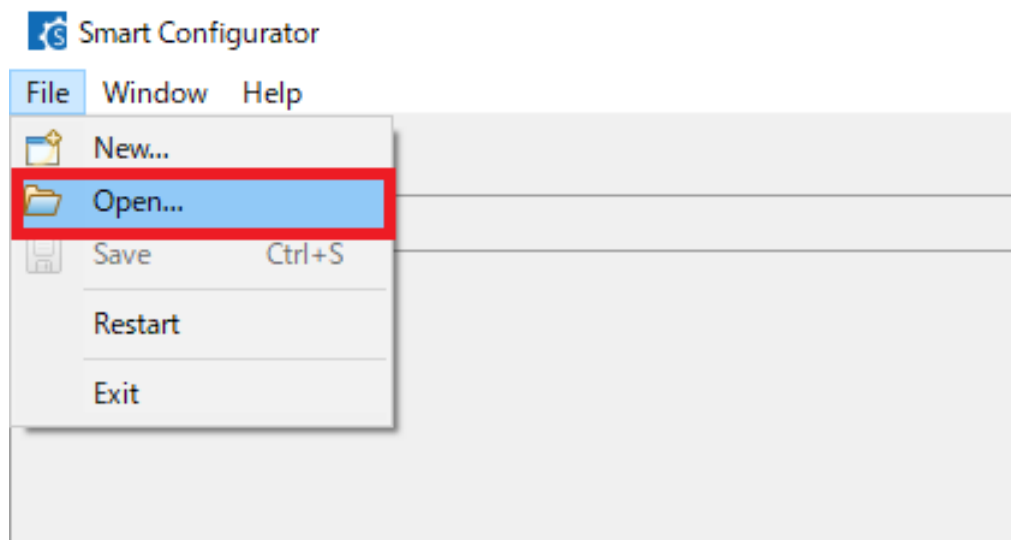 Smart Configurator
File Window Help
New...
Open...
Save Ctrl+S
Restart
Exit